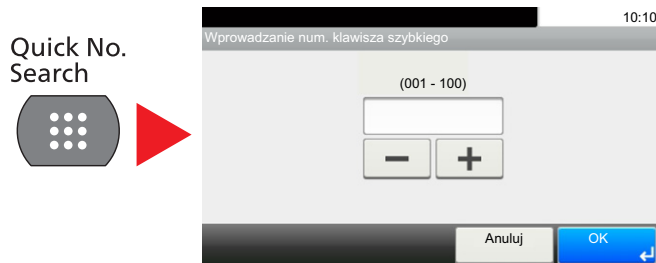 Quick No.
Search
10:10
Wprowadzanie num. klawisza szybkiego
(001 - 100)
Anuluj
OK